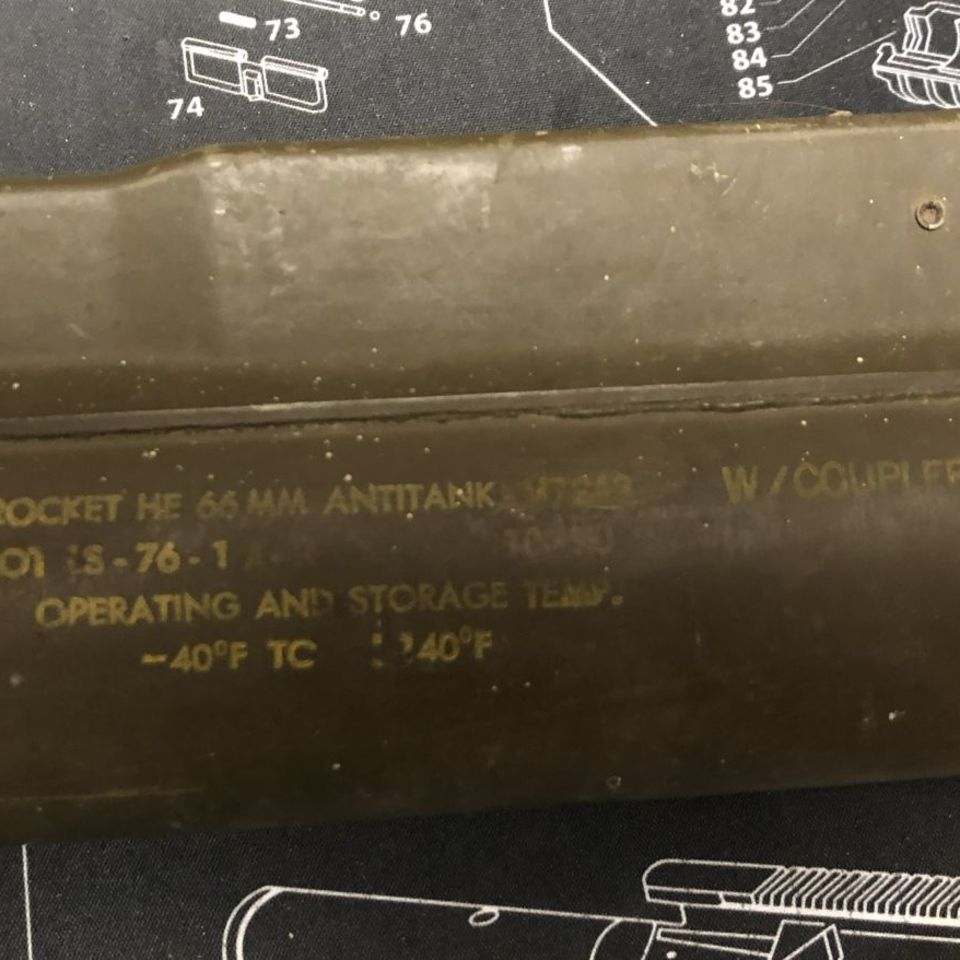 73
76
74
82
83
84
85
ROCKET HE 66 MM ANTITANK W/COUPLER
S-76-1
OPERATING AND STORAGE TEMP.
-40°F TO 40°F